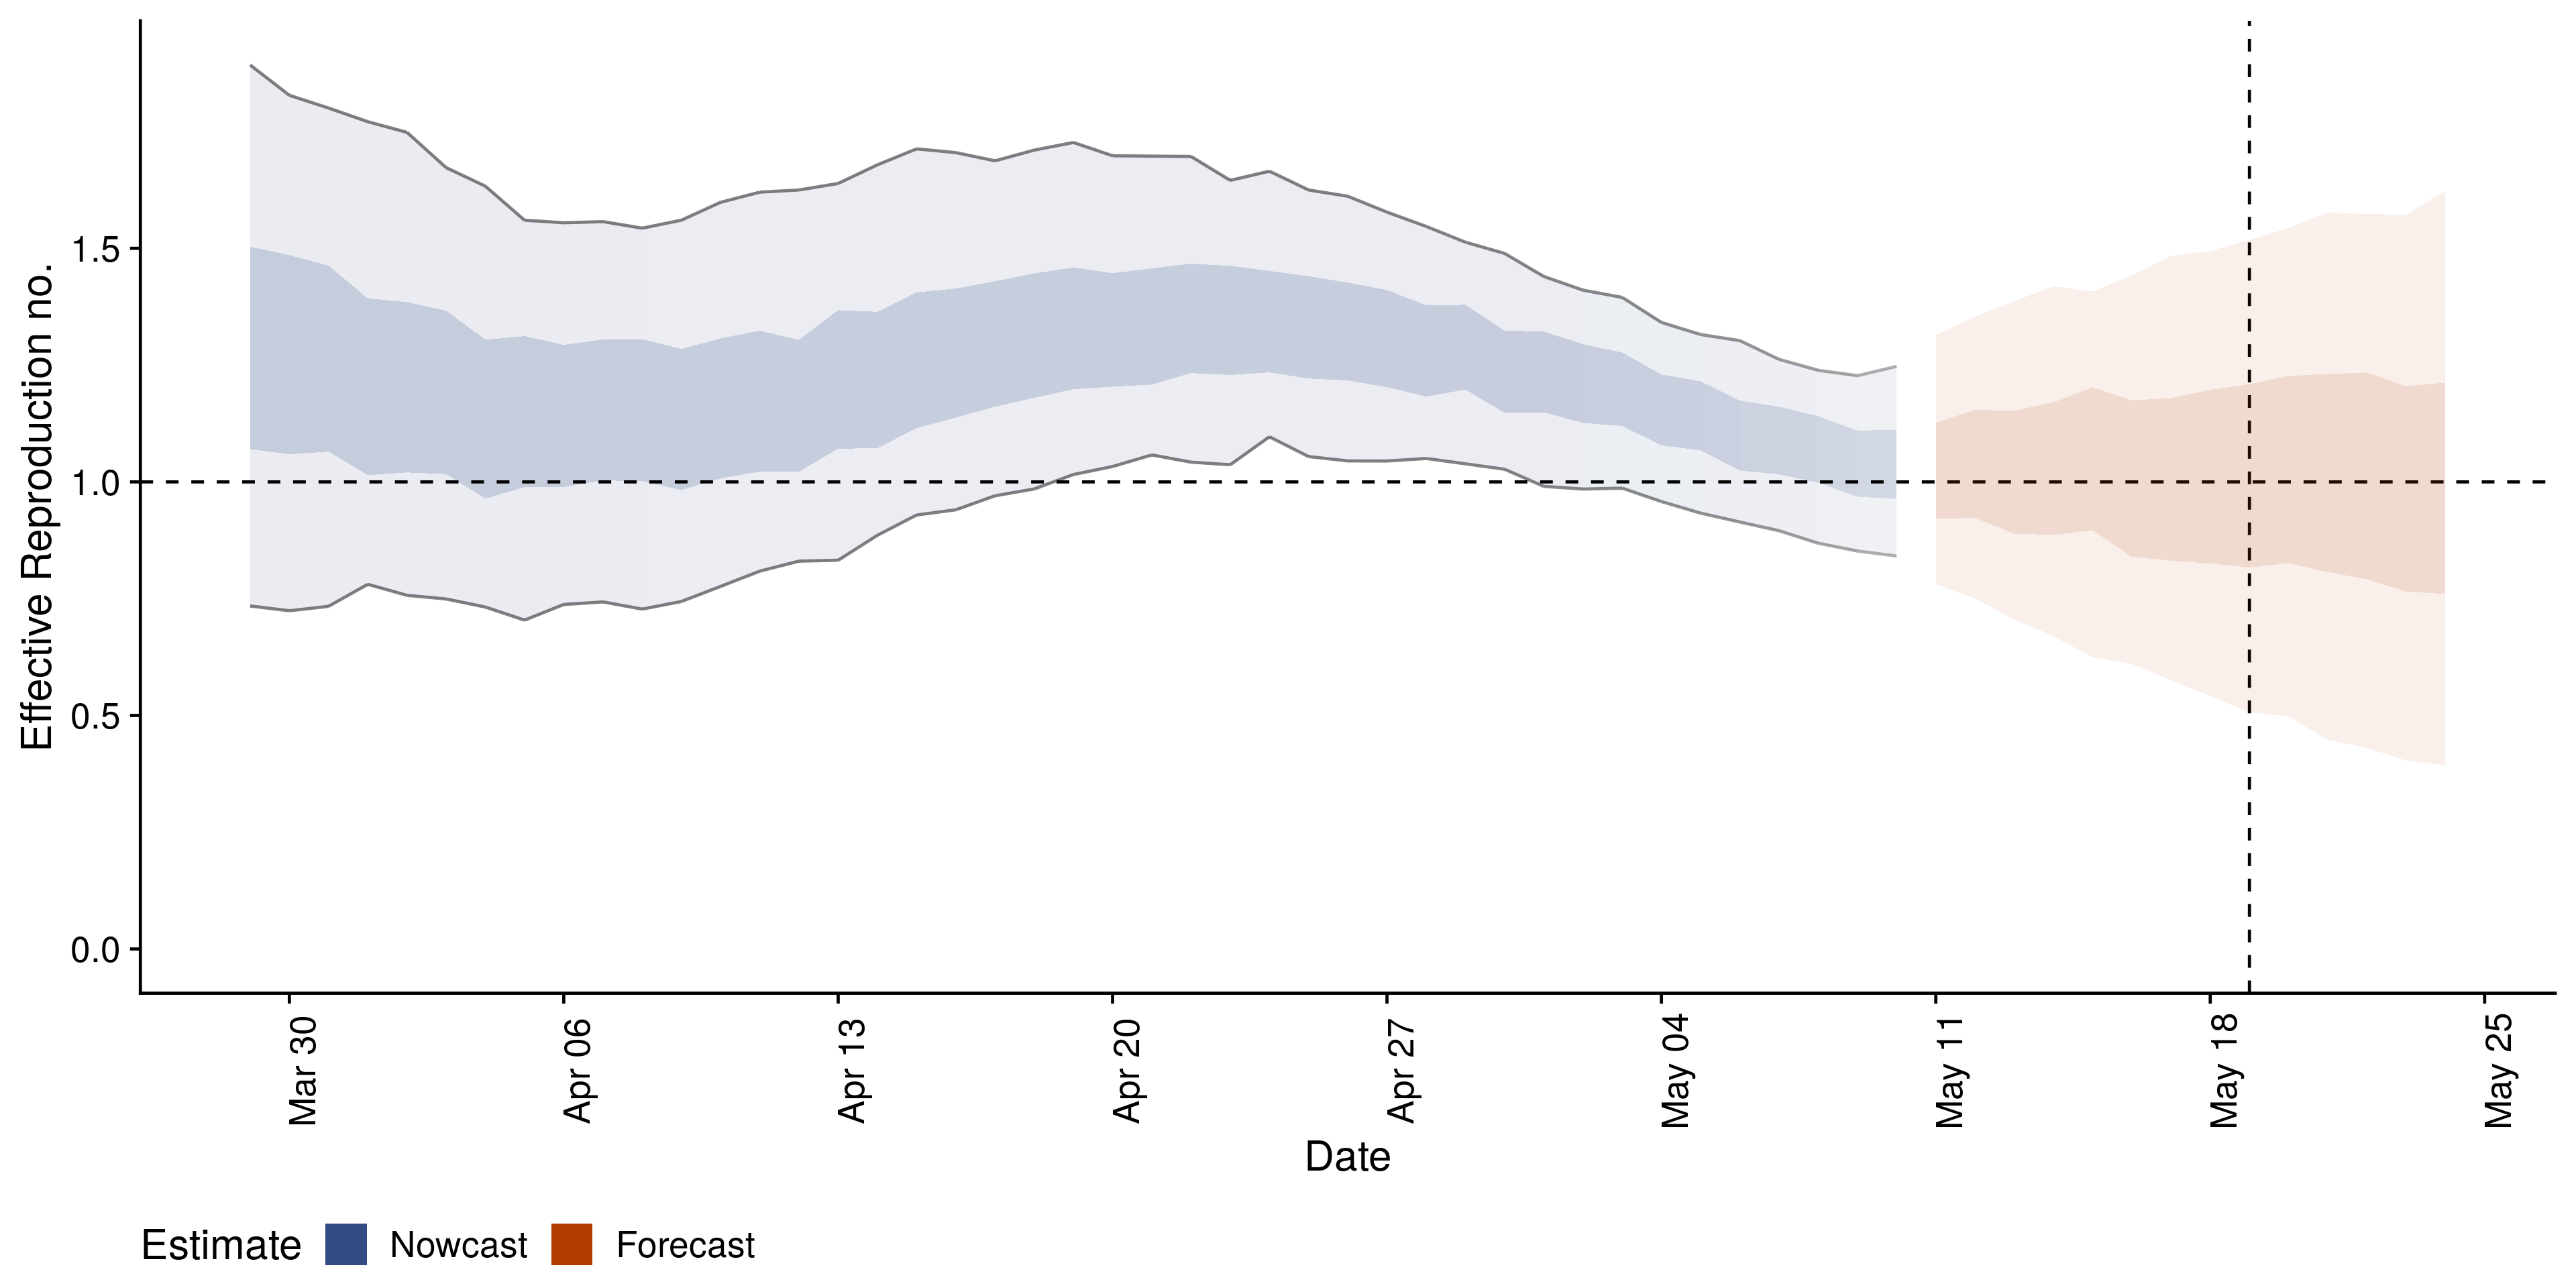 Effective Reproduction no.
1.5
1.0
0.5
0.0
Mar 30
Apr 06
Apr 13
Apr 20
Apr 27
May 04
May 11
May 18
May 25
Date
Estimate Nowcast Forecast